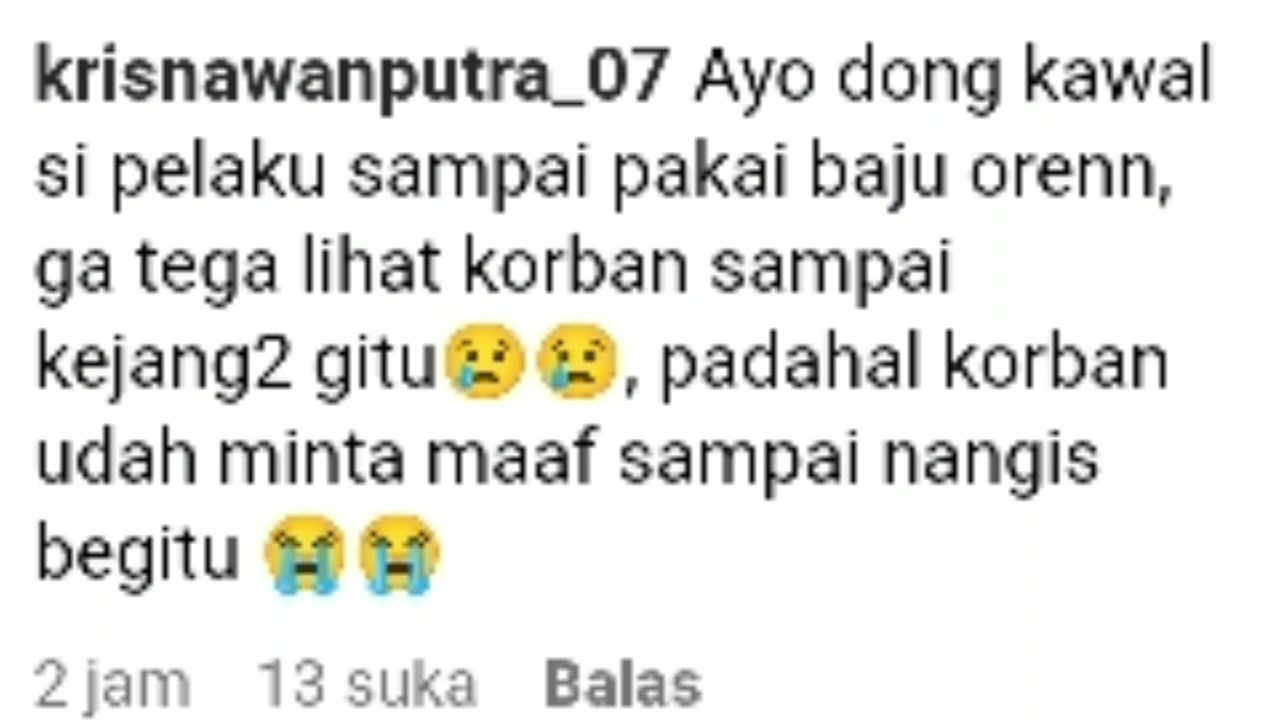 krisnawanputra_07 Ayo dong kawal
si pelaku sampai pakai baju orenn,
ga tega lihat korban sampai
kejang2 gitu😢😢, padahal korban
udah minta maaf sampai nangis
begitu 😭😭
2 jam 13 suka Balas